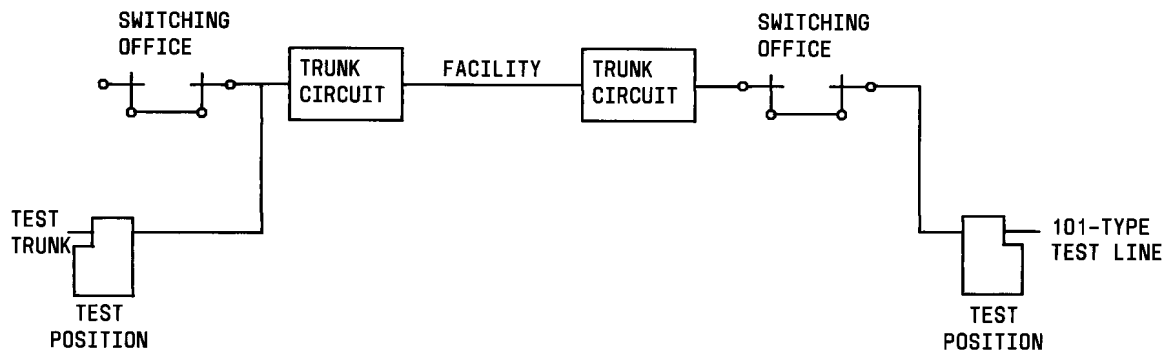 SWITCHING
OFFICE
TRUNK
CIRCUIT
FACILITY
TRUNK
CIRCUIT
SWITCHING
OFFICE
TEST
TRUNK
TEST
POSITION
101-TYPE
TEST LINE
TEST
POSITION